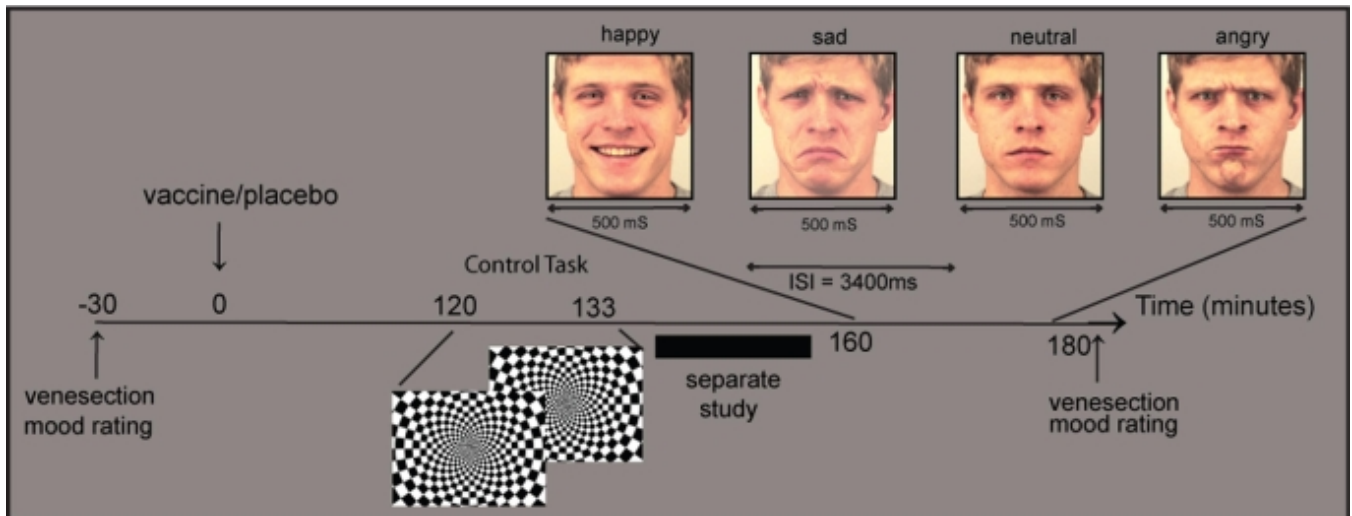 happy
sad
neutral
angry
500 mS
500 mS
500 mS
500 mS
vaccine/placebo
Control Task
ISI = 3400ms
-30
0
120
133
Time (minutes)
160
180
separate
study
venesection
mood rating
venesection
mood rating